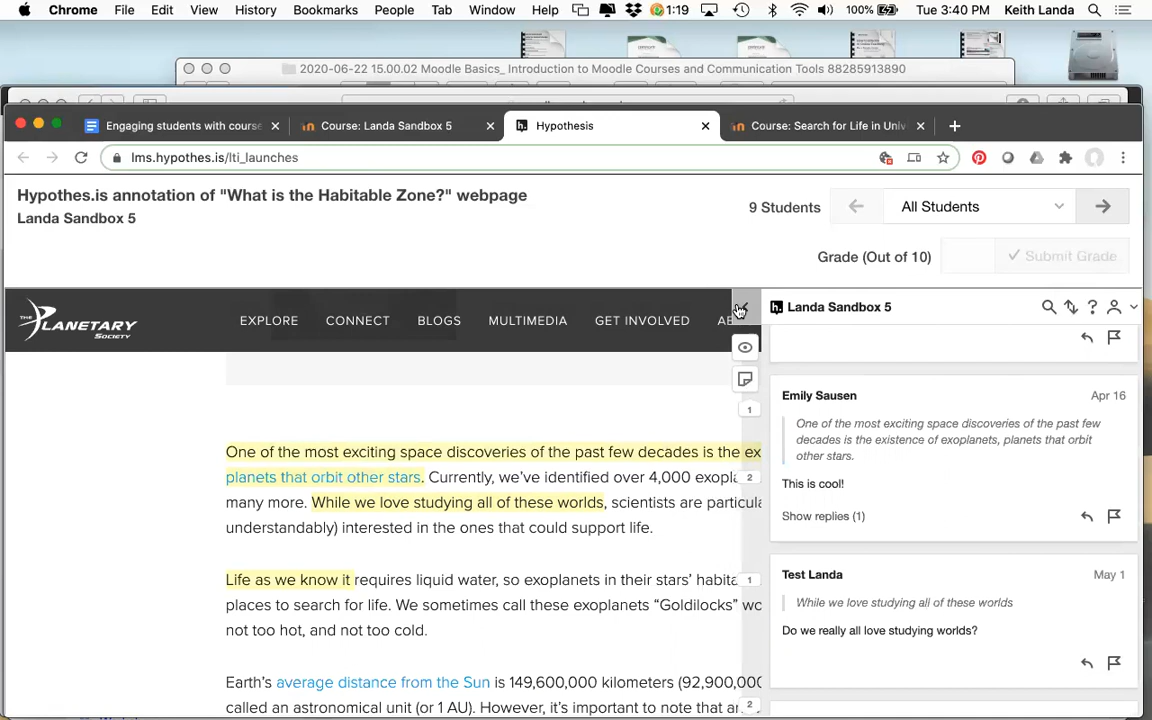 Chrome File Edit View History Bookmarks People Tab Window Help 1:19 100% Tue 3:40 PM Keith Landa
2020-06-22 15.00.02 Moodle Basics_ Introduction to Moodle Courses and Communication Tools 88285913890
Engaging students with course × Course: Landa Sandbox 5 × Hypothesis × Course: Search for Life in Univ × +
lms.hypothes.is/lti_launches
Hypothes.is annotation of "What is the Habitable Zone?" webpage
Landa Sandbox 5
9 Students
All Students
Grade (Out of 10)
Submit Grade
THE PLANETARY SOCIETY
EXPLORE CONNECT BLOGS MULTIMEDIA GET INVOLVED AB
One of the most exciting space discoveries of the past few decades is the ex
planets that orbit other stars. Currently, we've identified over 4,000 exopla
many more. While we love studying all of these worlds, scientists are particula
understandably) interested in the ones that could support life.
Life as we know it requires liquid water, so exoplanets in their stars' habita
places to search for life. We sometimes call these exoplanets "Goldilocks" wo
not too hot, and not too cold.
Earth's average distance from the Sun is 149,600,000 kilometers (92,900,000
called an astronomical unit (or 1 AU). However, it's important to note that an
1
2
1
2
Landa Sandbox 5
Emily Sausen Apr 16
One of the most exciting space discoveries of the past few
decades is the existence of exoplanets, planets that orbit
other stars.
This is cool!
Show replies (1)
Test Landa May 1
While we love studying all of these worlds
Do we really all love studying worlds?